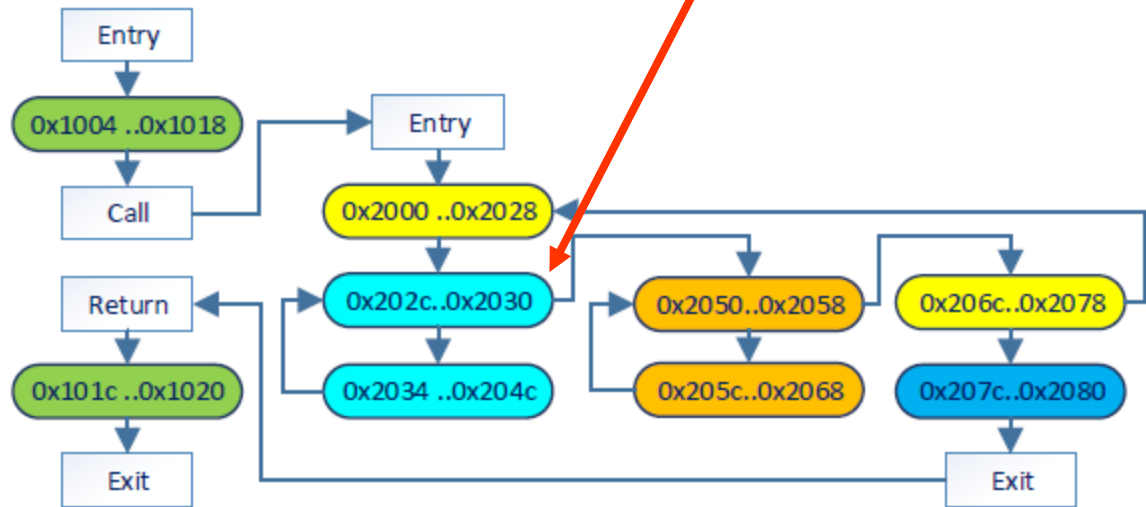 Entry
0x1004 ..0x1018
Call
Return
0x101c ..0x1020
Exit
Entry
0x2000 ..0x2028
0x202c..0x2030
0x2034 ..0x204c
0x2050..0x2058
0x205c..0x2068
0x206c..0x2078
0x207c..0x2080
Exit